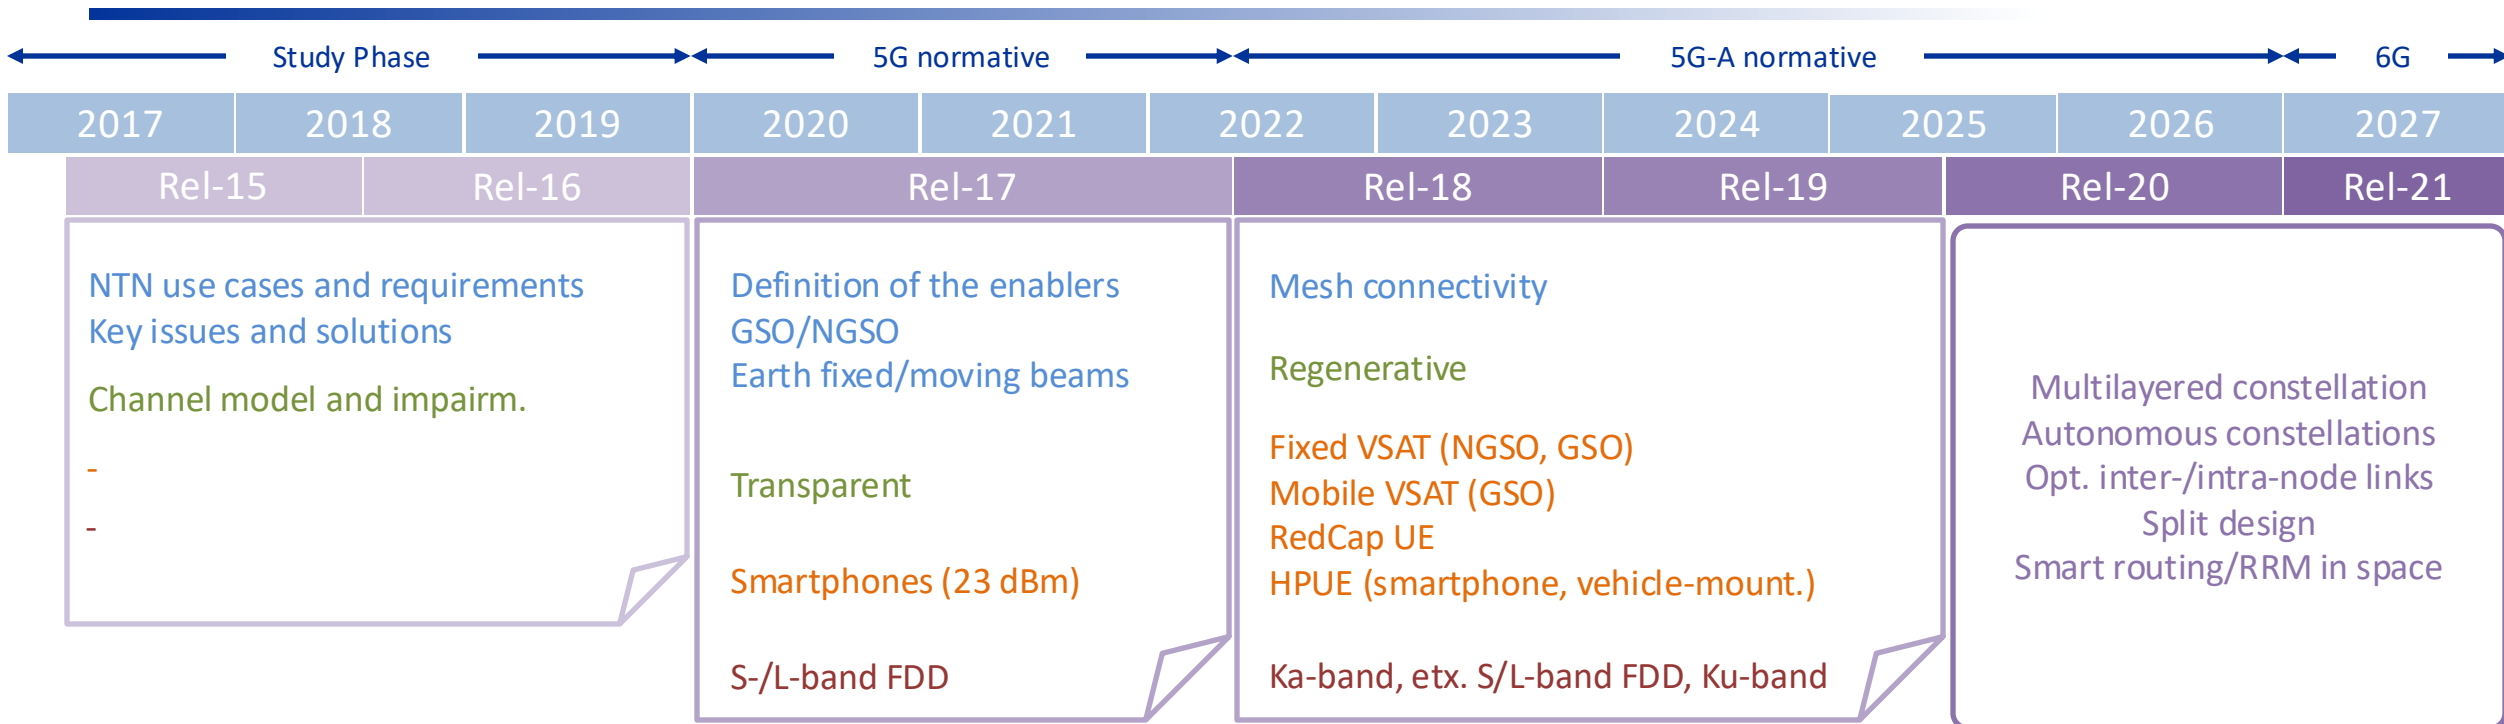 Study Phase
5G normative
5G-A normative
6G
2017
2018
2019
2020
2021
2022
2023
2024
2025
2026
2027
Rel-15
Rel-16
Rel-17
Rel-18
Rel-19
Rel-20
Rel-21
NTN use cases and requirements
Key issues and solutions
Channel model and impairm.
-
-
Definition of the enablers
GSO/NGSO
Earth fixed/moving beams
Transparent
Smartphones (23 dBm)
S-/L-band FDD
Mesh connectivity
Regenerative
Fixed VSAT (NGSO, GSO)
Mobile VSAT (GSO)
RedCap UE
HPUE (smartphone, vehicle-mount.)
Ka-band, etx. S/L-band FDD, Ku-band
Multilayered constellation
Autonomous constellations
Opt. inter-/intra-node links
Split design
Smart routing/RRM in space